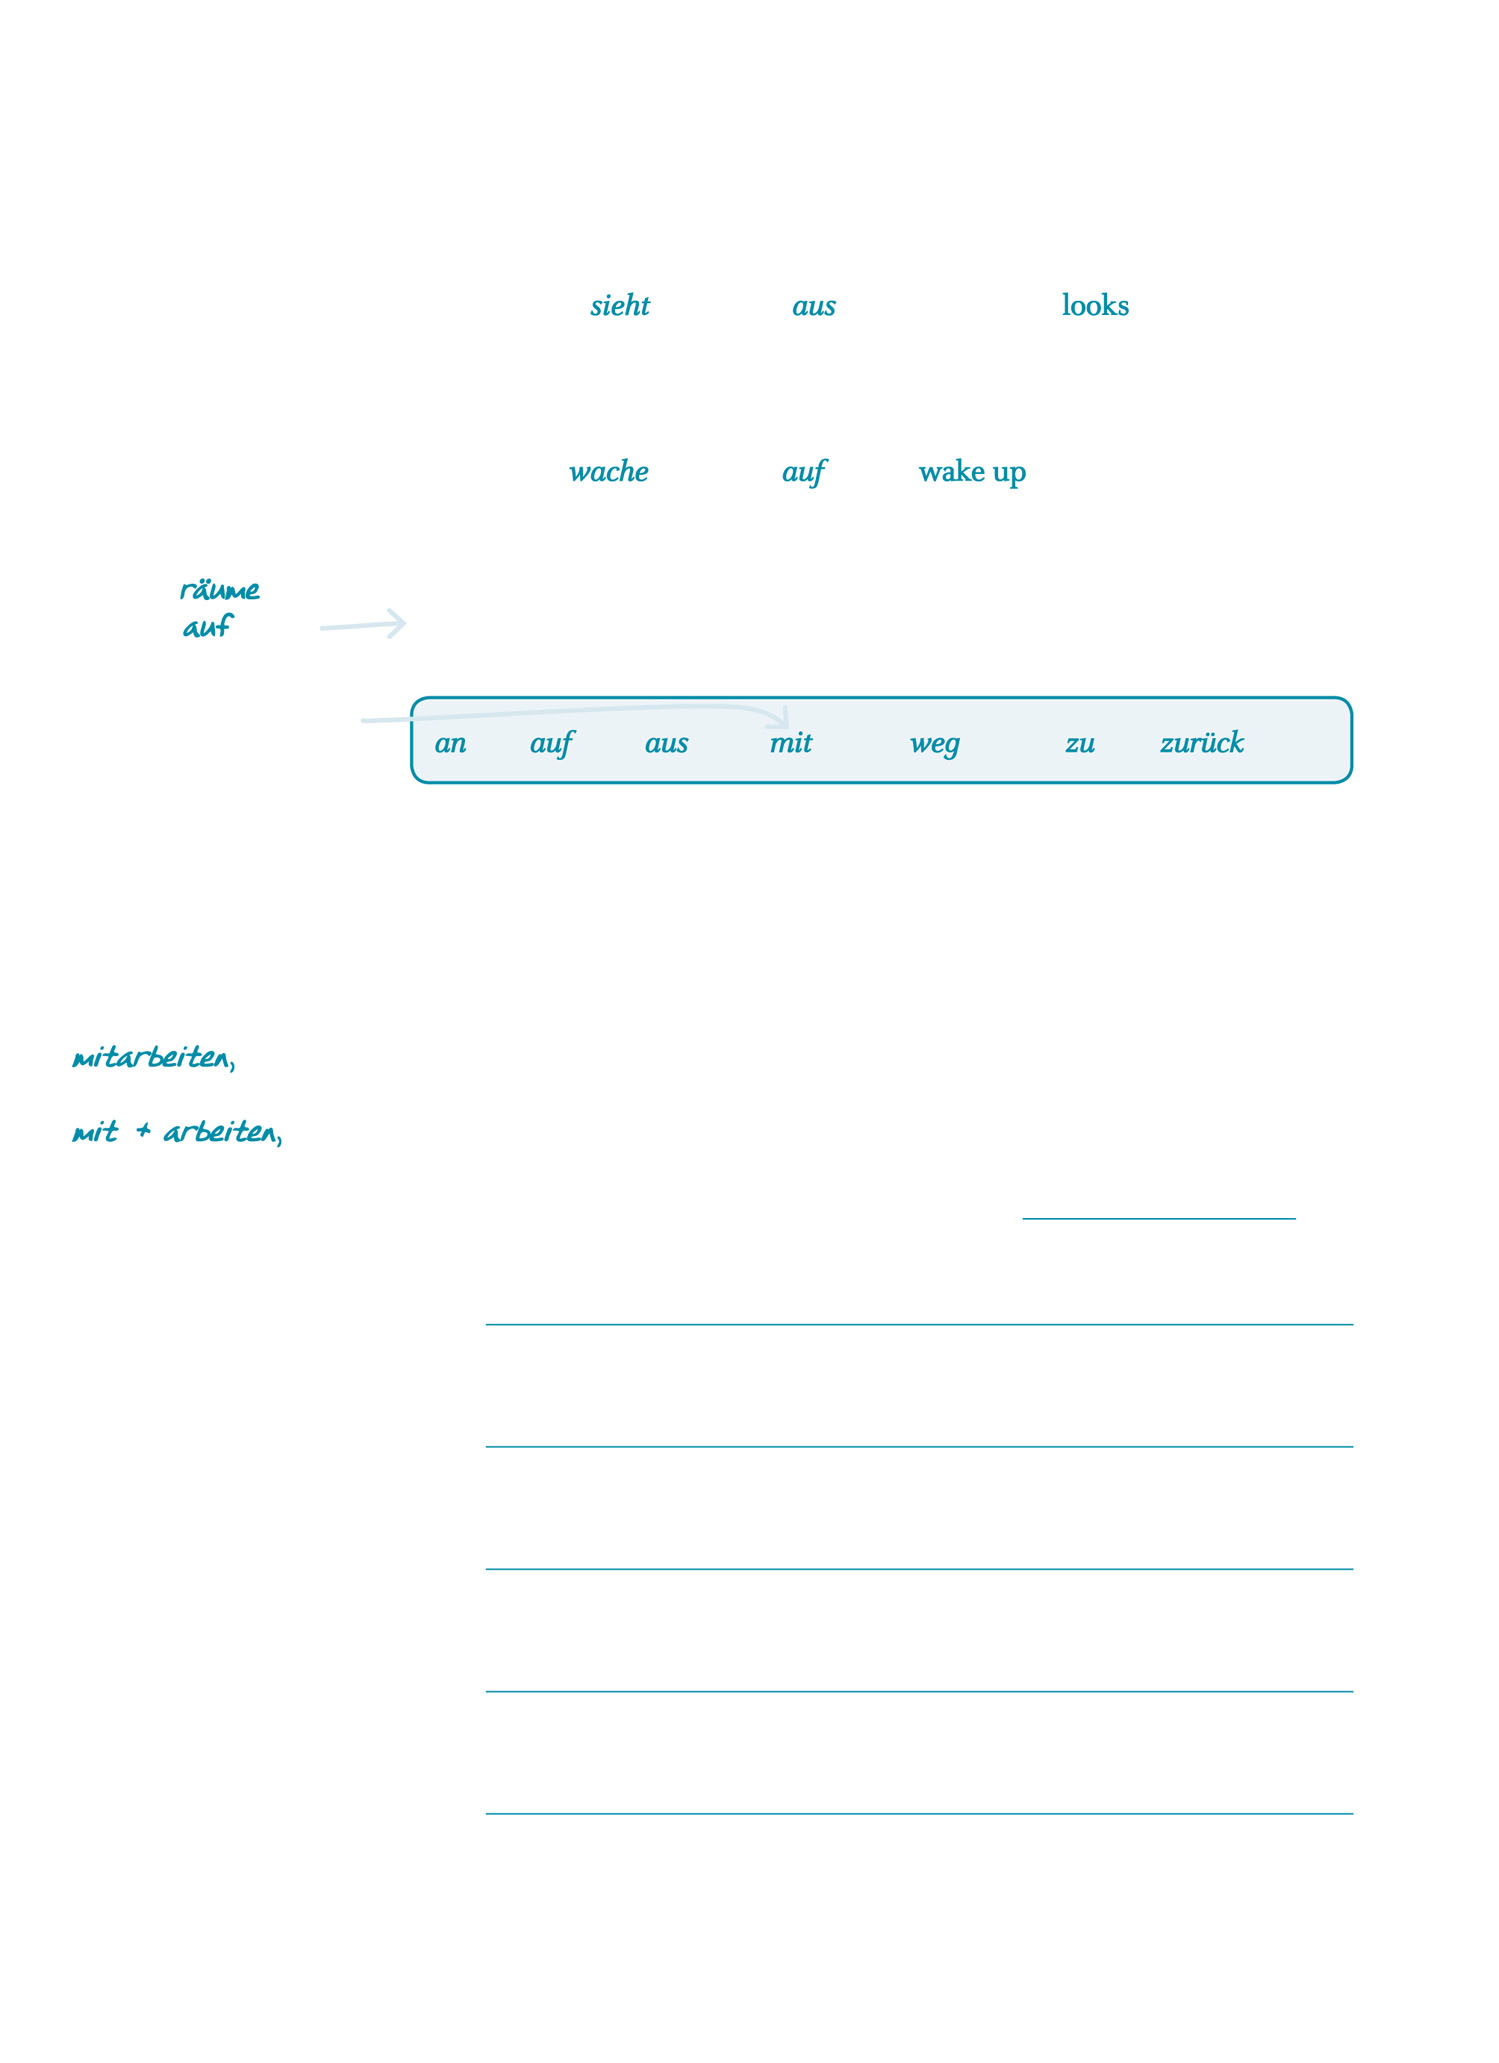 sieht aus looks
wache auf wake up
räume
auf
an auf aus mit weg zu zurück
mitarbeiten,
mit + arbeiten,